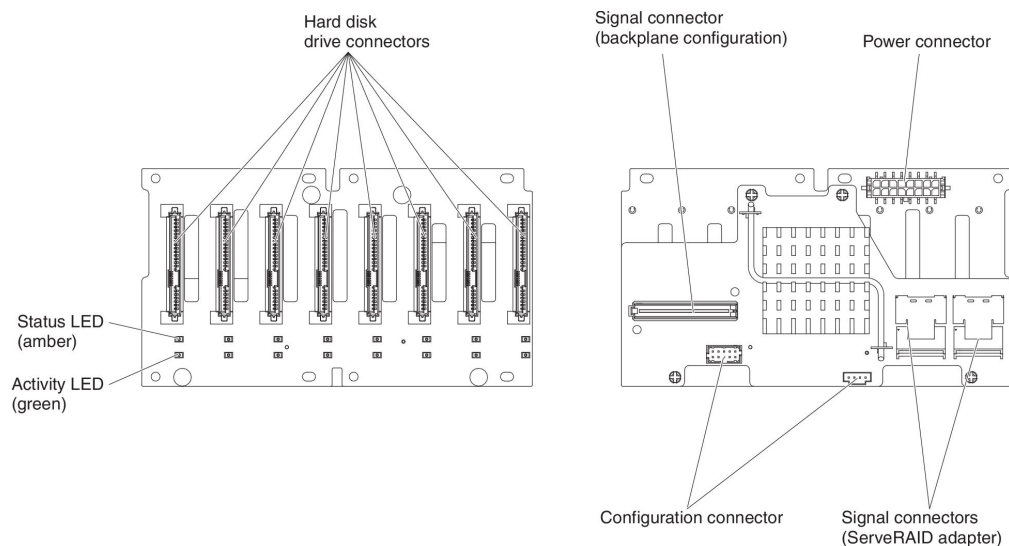 Hard disk
drive connectors
Signal connector
(backplane configuration)
Power connector
Status LED
(amber)
Activity LED
(green)
Configuration connector
Signal connectors
(ServeRAID adapter)